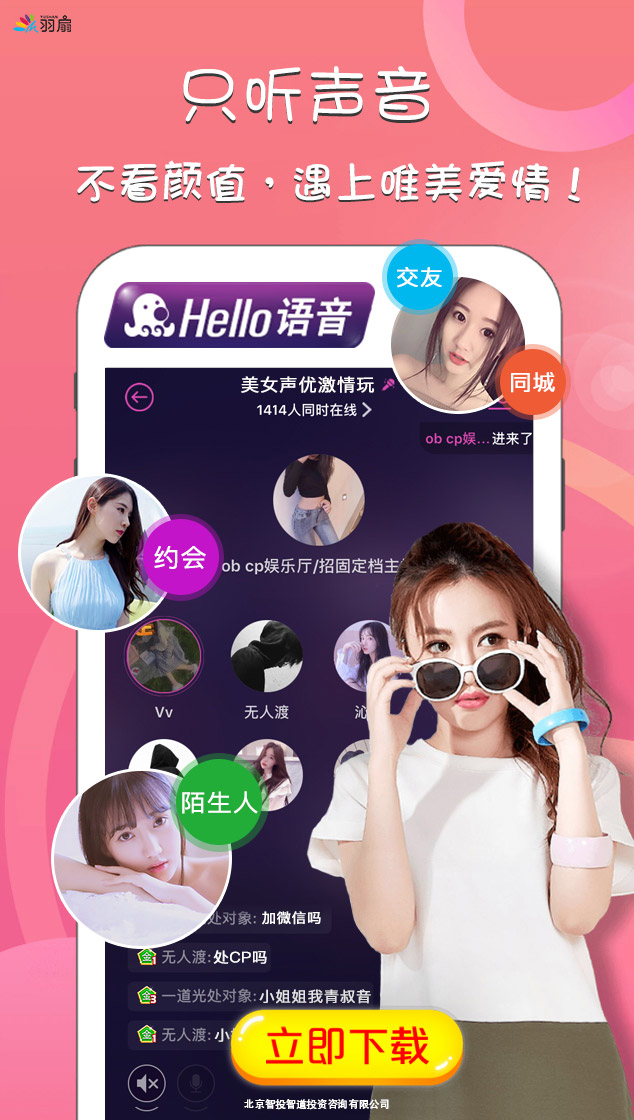 羽扇
只听声音
不看颜值，遇上唯美爱情！
Hello语音
交友
同城
美女声优激情玩
1414人同时在线
ob cp娱...进来了
约会
ob cp娱乐厅/招固定档主
Vv
无人渡
沁
陌生人
处对象: 加微信吗
金1 无人渡: 处CP吗
金3 一道光处对象: 小姐姐我青叔音
金1 无人渡: 小
立即下载
北京智投智道投资咨询有限公司